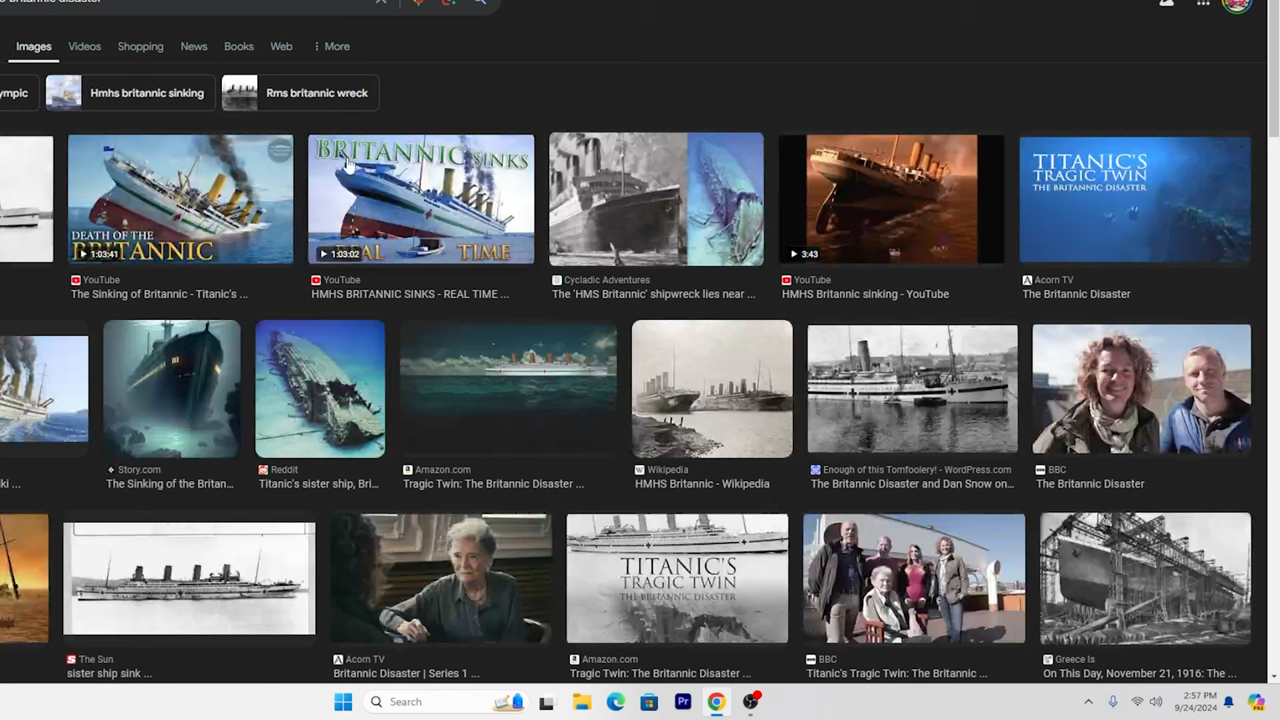 s britannic disaster
Images Videos Shopping News Books Web More
ympic
Hmhs britannic sinking
Rms britannic wreck
DEATH OF THE
BRITANNIC
1:03:41
BRITANNIC SINKS
REAL TIME
1:03:02
3:43
TITANIC'S
TRAGIC TWIN
THE BRITANNIC DISASTER
YouTube
The Sinking of Britannic - Titanic's ...
YouTube
HMHS BRITANNIC SINKS - REAL TIME ...
Cycladic Adventures
The 'HMS Britannic' shipwreck lies near ...
YouTube
HMHS Britannic sinking - YouTube
Acorn TV
The Britannic Disaster
ki ...
Story.com
The Sinking of the Britan...
Reddit
Titanic's sister ship, Bri...
Amazon.com
Tragic Twin: The Britannic Disaster ...
Wikipedia
HMHS Britannic - Wikipedia
Enough of this Tomfoolery! - WordPress.com
The Britannic Disaster and Dan Snow on...
BBC
The Britannic Disaster
TITANIC'S
TRAGIC TWIN
THE BRITANNIC DISASTER
The Sun
sister ship sink ...
Acorn TV
Britannic Disaster | Series 1 ...
Amazon.com
Tragic Twin: The Britannic Disaster ...
BBC
Titanic's Tragic Twin: The Britannic ...
Greece Is
On This Day, November 21, 1916: The ...
Search
Pr
2:57 PM
9/24/2024
PRE